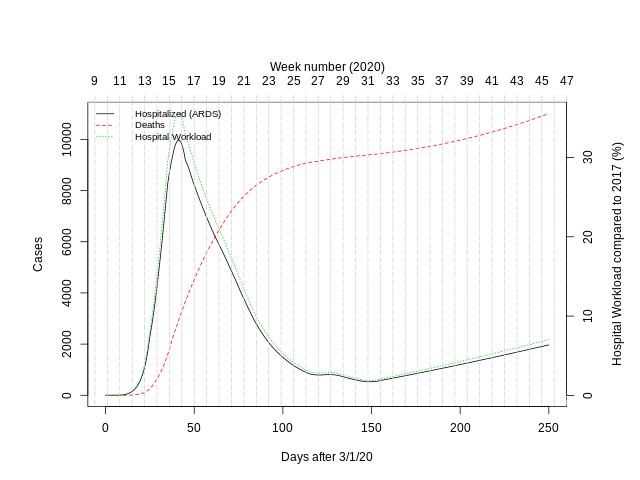 Week number (2020)
9 11 13 15 17 19 21 23 25 27 29 31 33 35 37 39 41 43 45 47
Hospitalized (ARDS)
Deaths
Hospital Workload
0 2000 4000 6000 8000 10000
Cases
0 10 20 30
Hospital Workload compared to 2017 (%)
0 50 100 150 200 250
Days after 3/1/20